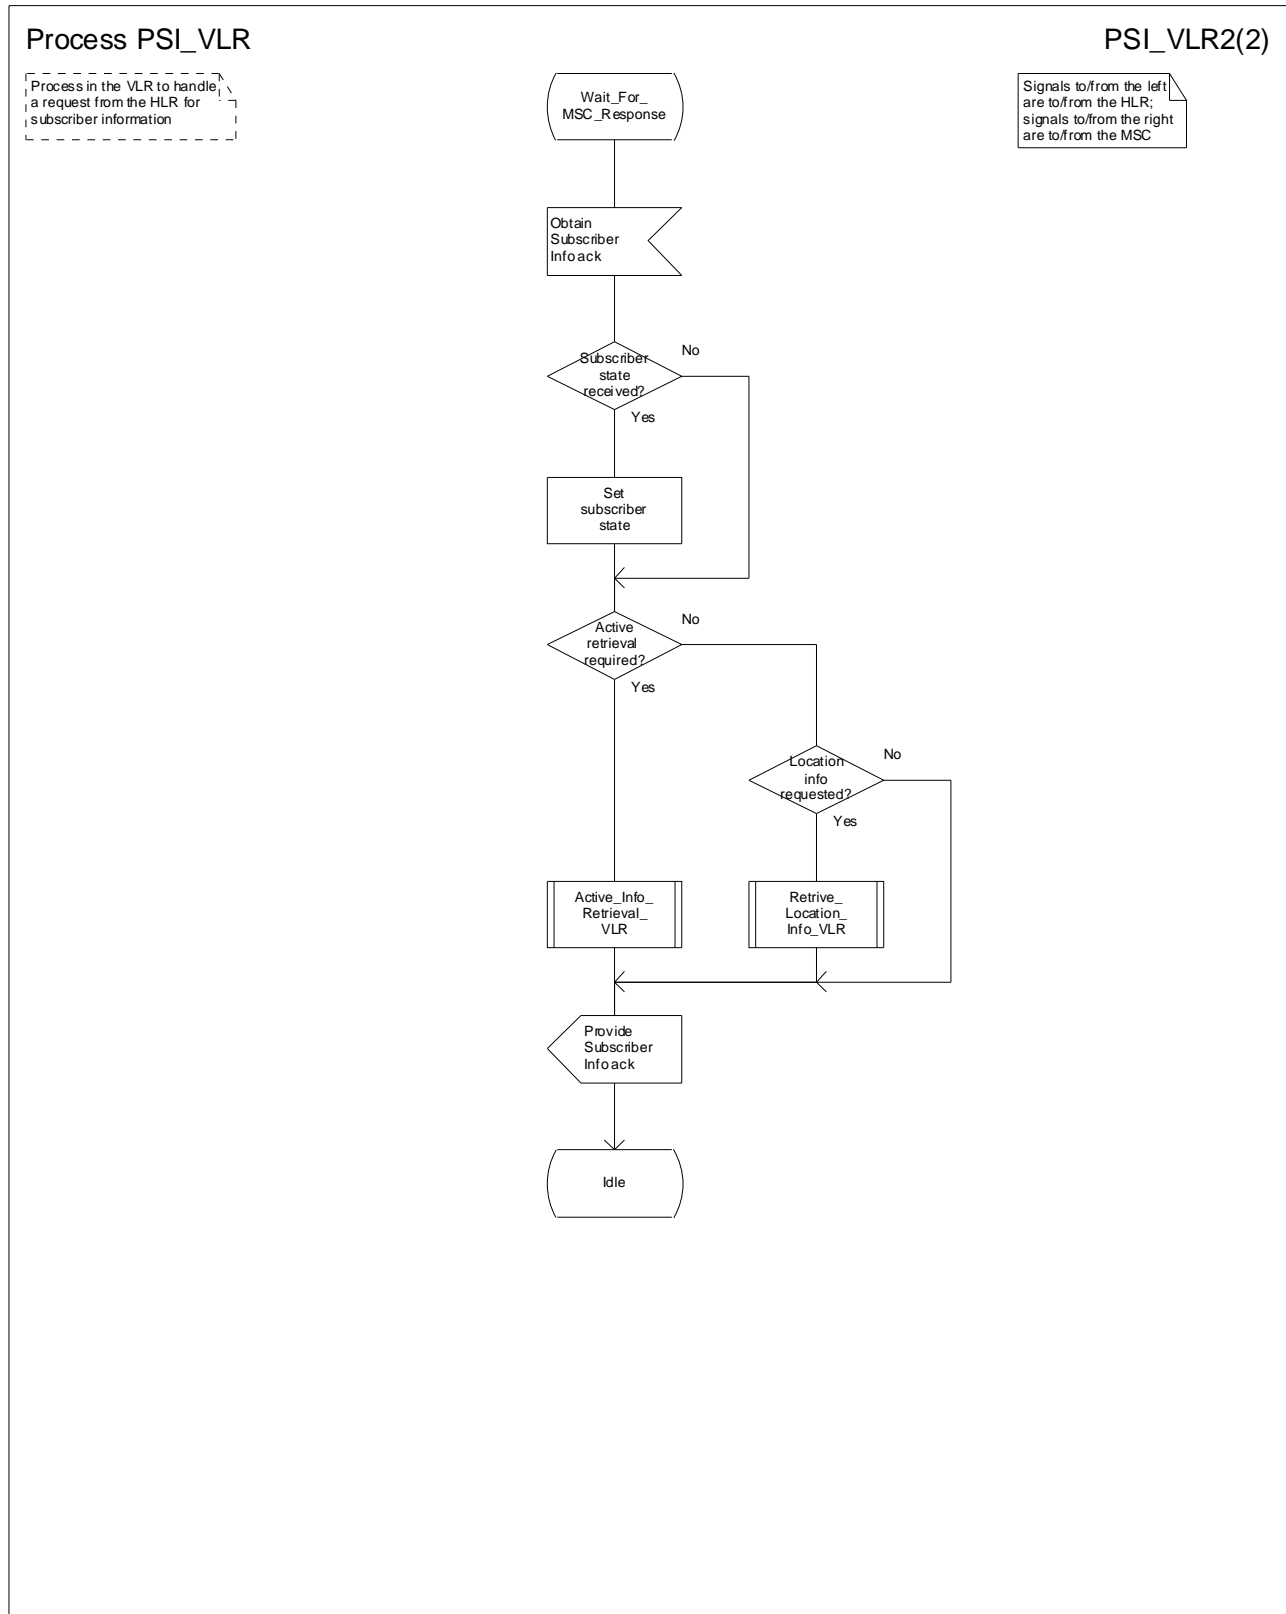 Process PSI_VLR
PSI_VLR2(2)
Process in the VLR to handle
a request from the HLR for
subscriber information
Wait_For_
MSC_Response
Signals to/from the left
are to/from the HLR;
signals to/from the right
are to/from the MSC
Obtain
Subscriber
Info ack
Subscriber
state
received?
No
Yes
Set
subscriber
state
Active
retrieval
required?
No
Yes
Location
info
requested?
No
Yes
Active_Info_
Retrieval_
VLR
Retrive_
Location_
Info_VLR
Provide
Subscriber
Info ack
Idle